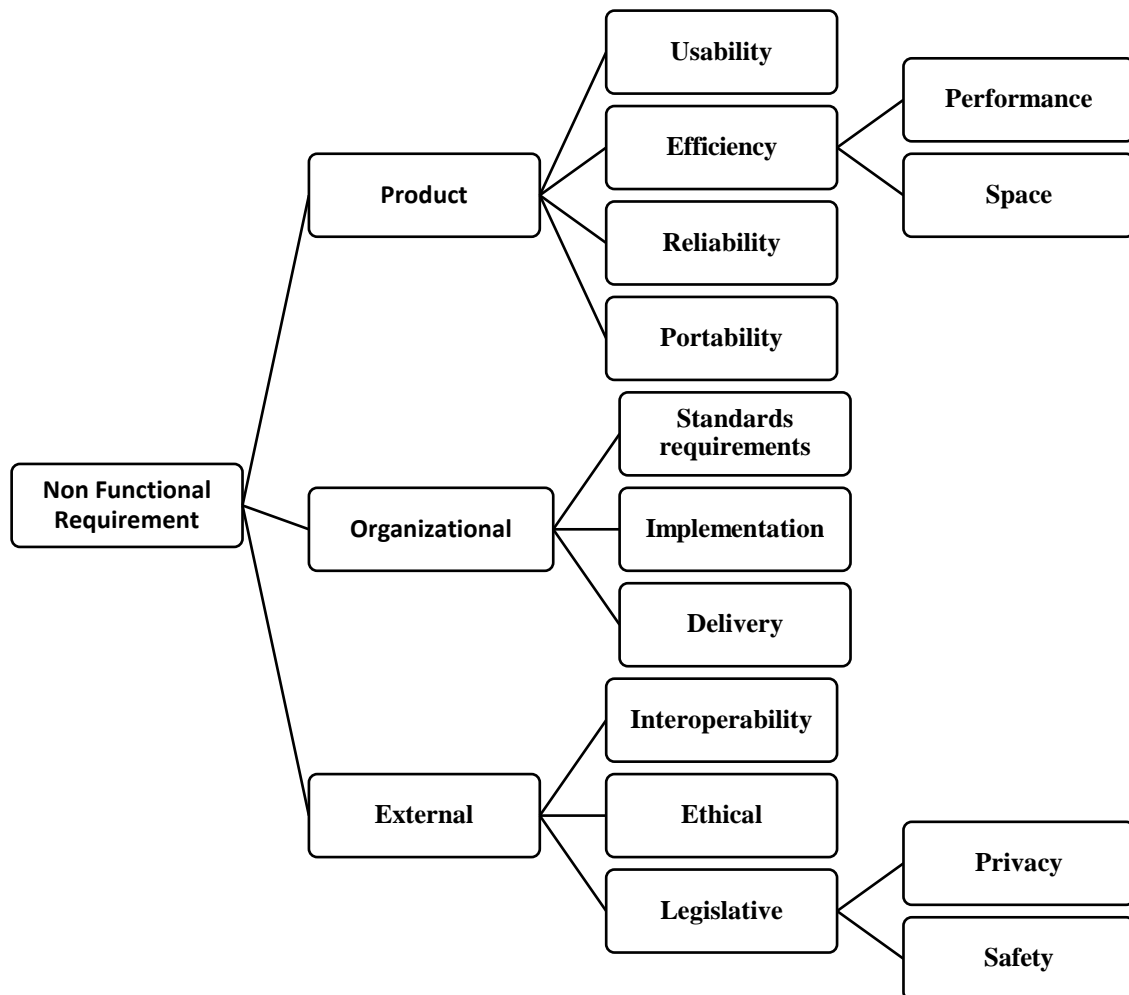 Usability
Performance
Efficiency
Space
Product
Reliability
Portability
Standards
requirements
Non Functional
Requirement
Organizational
Implementation
Delivery
Interoperability
External
Ethical
Privacy
Legislative
Safety